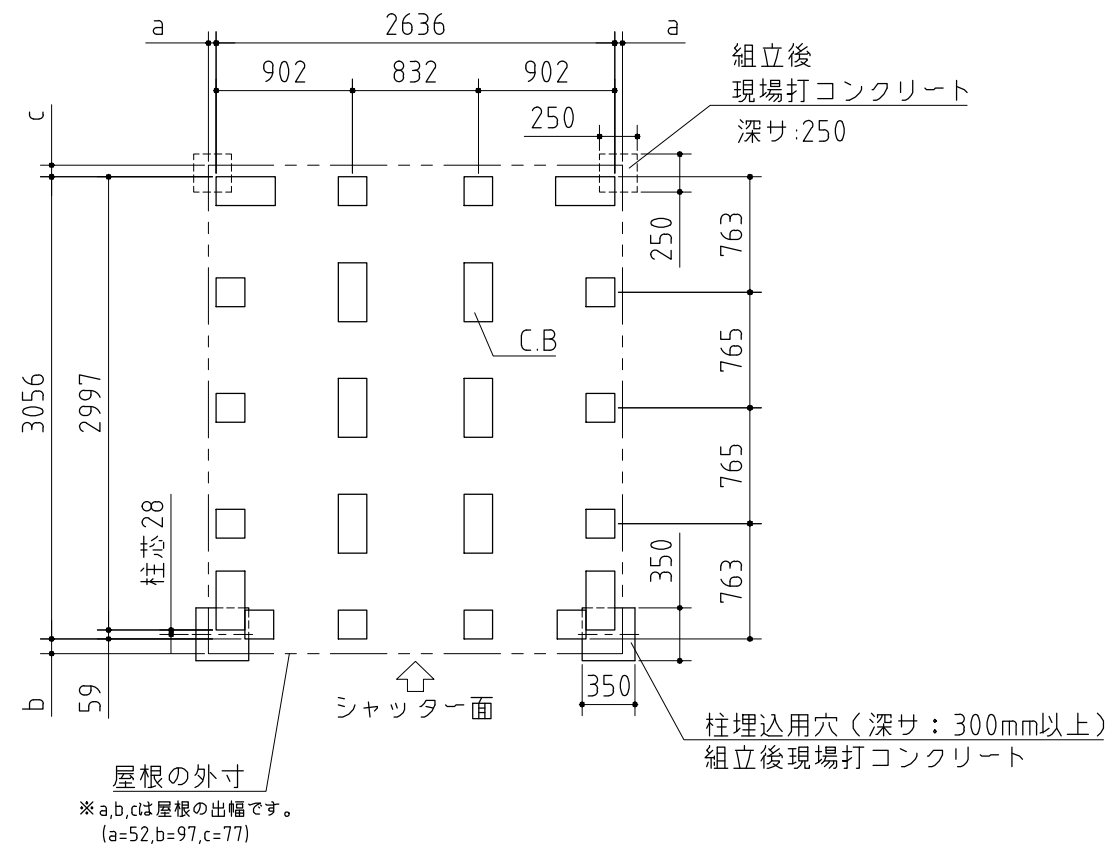 a
2636
a
902
832
902
組立後
現場打コンクリート
深サ:250
250
c
250
763
765
765
763
C.B
3056
2997
柱芯 28
350
350
b
59
シャッター面
柱埋込用穴(深サ：300mm以上)
組立後現場打コンクリート
屋根の外寸
※a,b,cは屋根の出幅です。
(a=52,b=97,c=77)